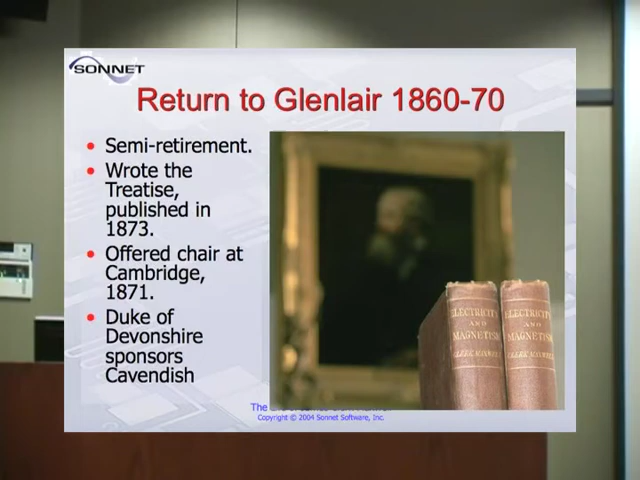 SONNET
Return to Glenlair 1860-70
Semi-retirement.
Wrote the
Treatise,
published in
1873.
Offered chair at
Cambridge,
1871.
Duke of
Devonshire
sponsors
Cavendish
ELECTRICITY
AND
MAGNETISM
CLERK MAXWELL
ELECTRICITY
AND
MAGNETISM
CLERK MAXWELL
The
Copyright © 2004 Sonnet Software, Inc.